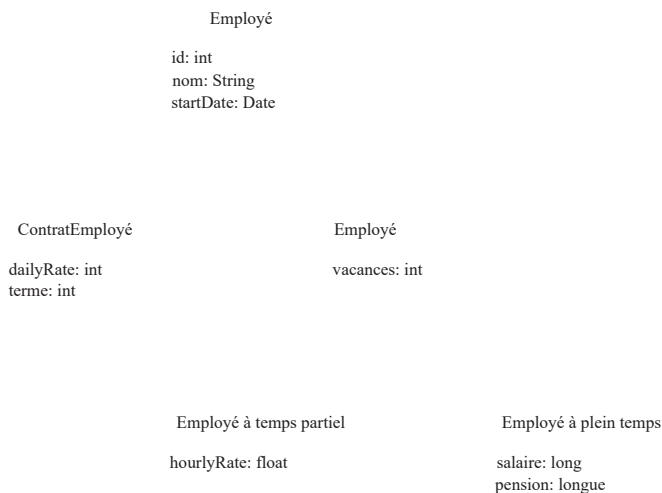 Employé
id: int
nom: String
startDate: Date
ContratEmployé
dailyRate: int
terme: int
Employé
vacances: int
Employé à temps partiel
hourlyRate: float
Employé à plein temps
salaire: long
pension: longue